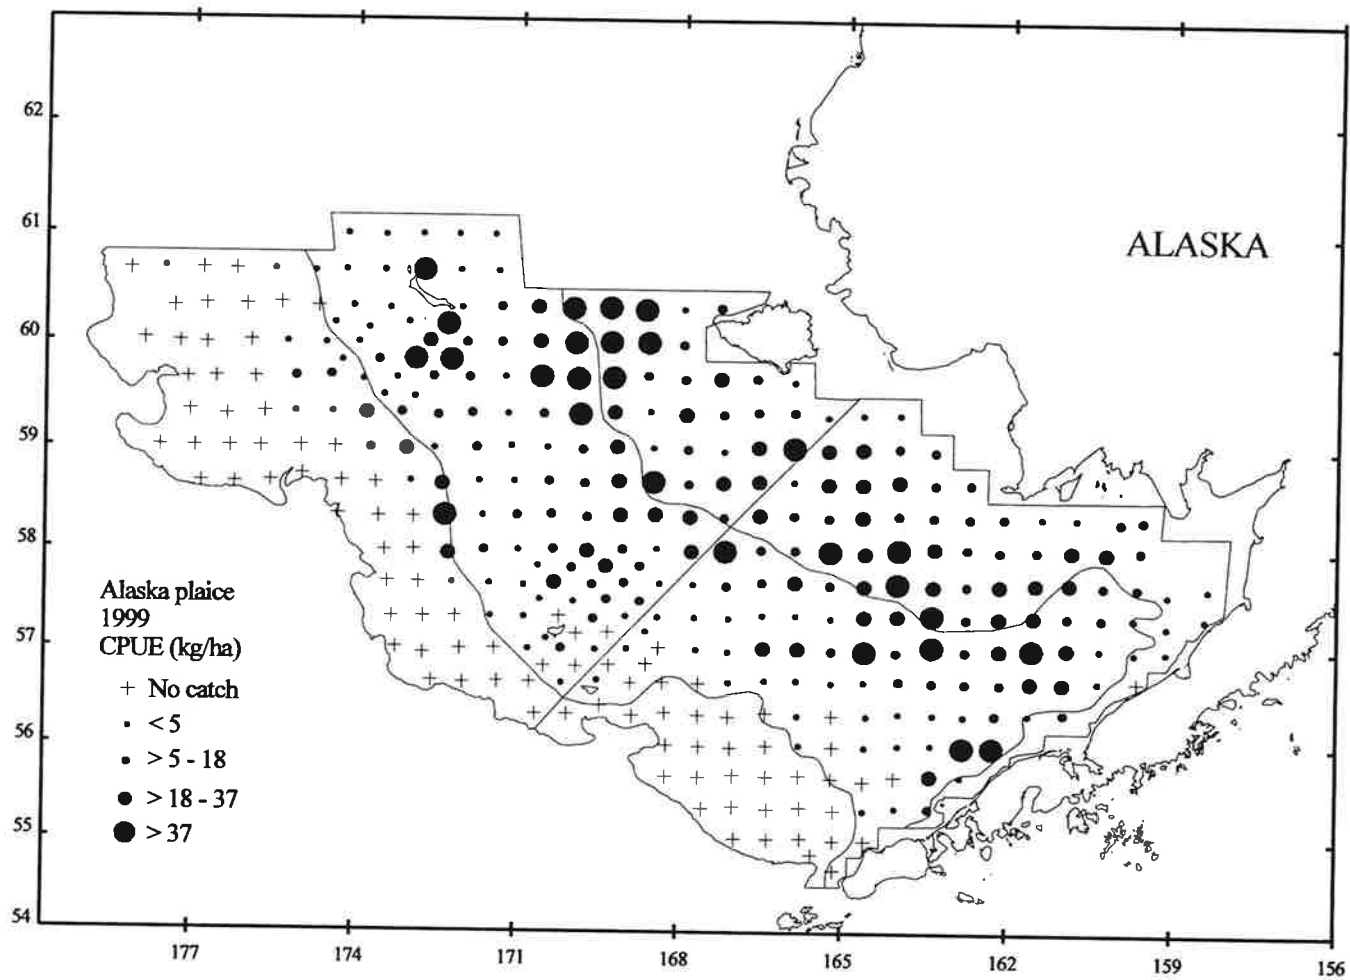 62
61
60
59
58
57
56
55
54
ALASKA
Alaska plaice
1999
CPUE (kg/ha)
+ No catch
< 5
> 5 - 18
> 18 - 37
> 37
177 174 171 168 165 162 159 156